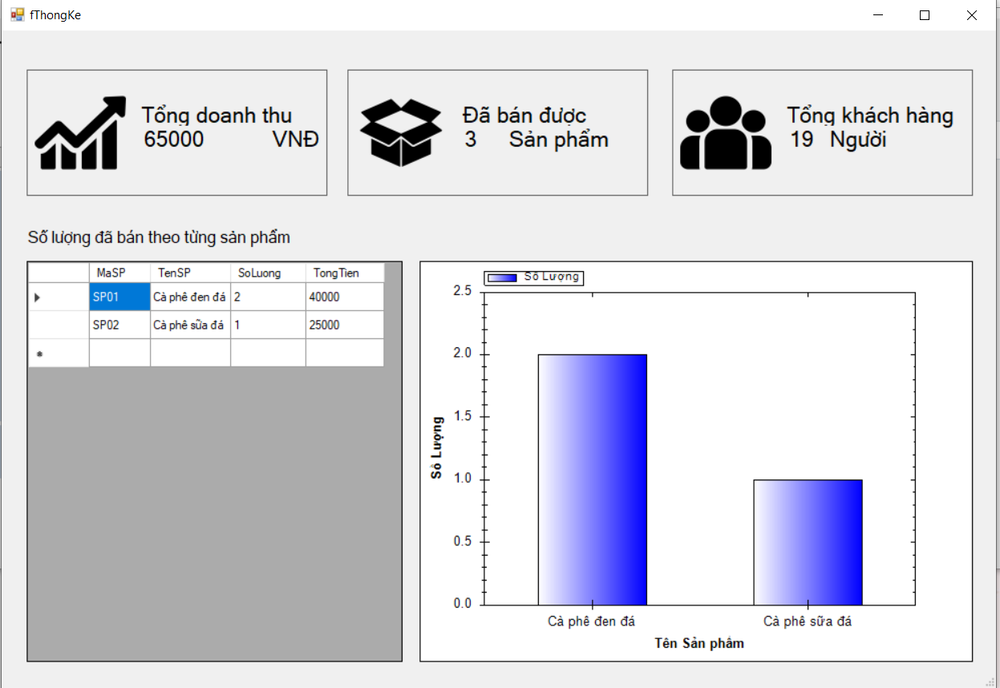 fThongKe
Tổng doanh thu
65000 VNĐ
Đã bán được
3 Sản phẩm
Tổng khách hàng
19 Người
Số lượng đã bán theo từng sản phẩm
MaSP TenSP SoLuong TongTien
SP01 Cà phê đen đá 2 40000
SP02 Cà phê sữa đá 1 25000
Số Lượng
2.5
2.0
1.5
1.0
0.5
0.0
Số Lượng
Cà phê đen đá Cà phê sữa đá
Tên Sản phẩm